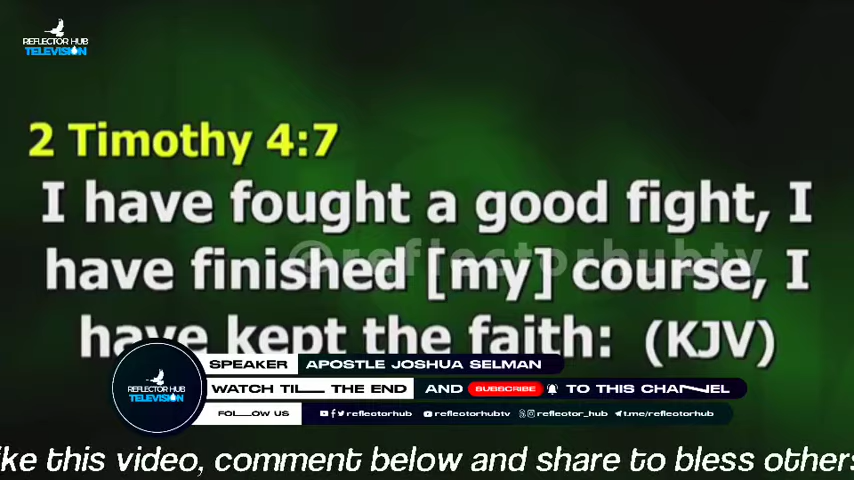 REFLECTOR HUB
TELEVISION
2 Timothy 4:7
I have fought a good fight, I
have finished [my] course, I
have kept the faith: (KJV)
@reflectorhubtv
SPEAKER APOSTLE JOSHUA SELMAN
REFLECTOR HUB
TELEVISION
WATCH TILL THE END AND SUBSCRIBE TO THIS CHANNEL
FOLLOW US reflectorhub reflectorhubtv reflector_hub t.me/reflectorhub
ke this video, comment below and share to bless others